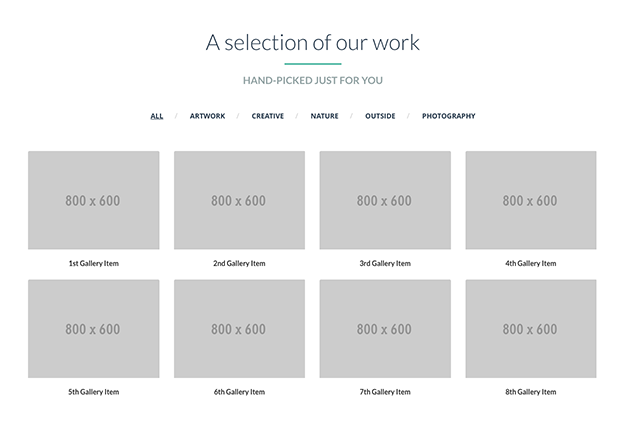 A selection of our work
HAND-PICKED JUST FOR YOU
ALL / ARTWORK / CREATIVE / NATURE / OUTSIDE / PHOTOGRAPHY
800 x 600 800 x 600 800 x 600 800 x 600
1st Gallery Item 2nd Gallery Item 3rd Gallery Item 4th Gallery Item
800 x 600 800 x 600 800 x 600 800 x 600
5th Gallery Item 6th Gallery Item 7th Gallery Item 8th Gallery Item